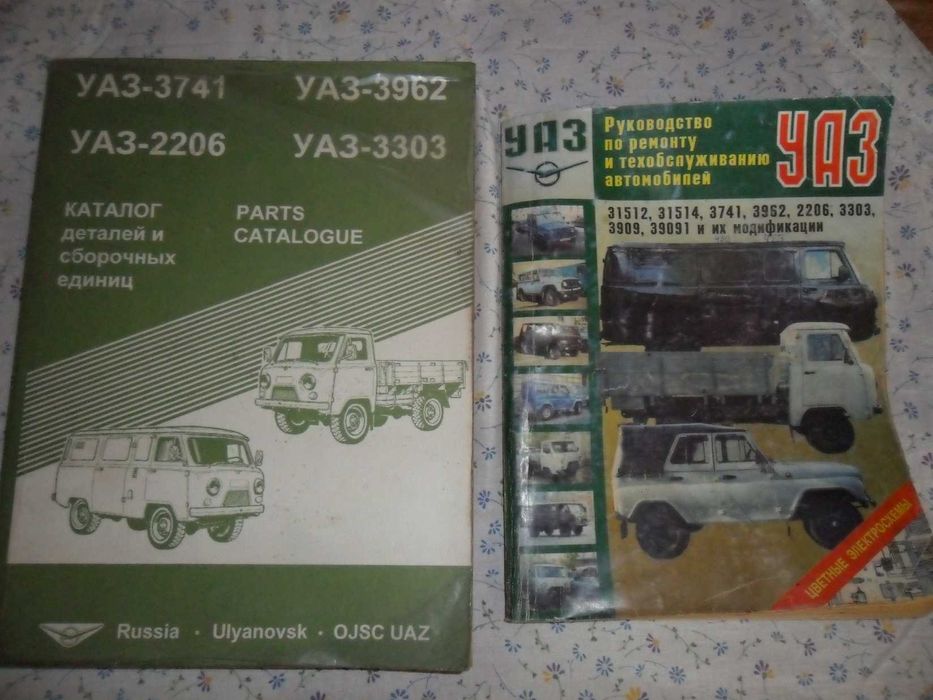 УАЗ-3741 УАЗ-3962
УАЗ-2206 УАЗ-3303
КАТАЛОГ
деталей и
сборочных
единиц
PARTS
CATALOGUE
Russia · Ulyanovsk · OJSC UAZ
УАЗ
Руководство
по ремонту
и техобслуживанию
автомобилей
УАЗ
31512, 31514, 3741, 3962, 2206, 3303,
3909, 39091 и их модификации
ЦВЕТНЫЕ ЭЛЕКТРОСХЕМЫ